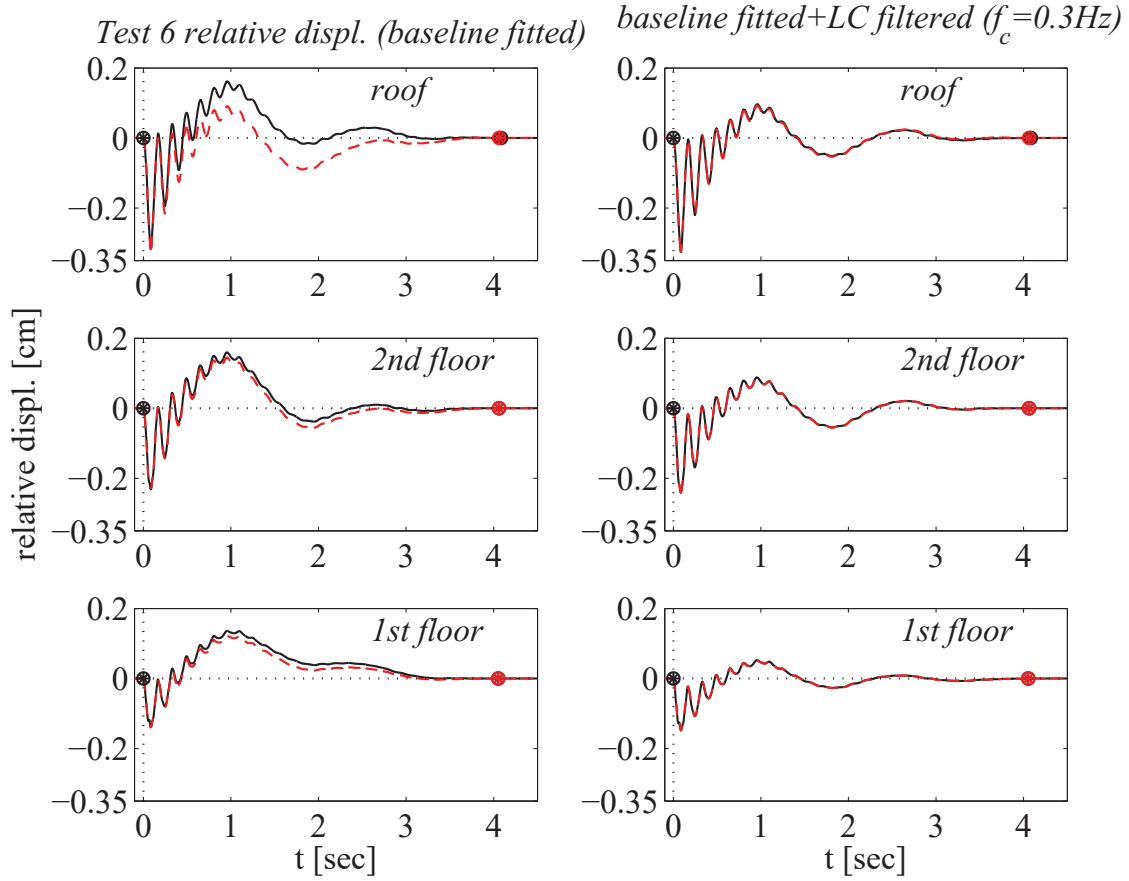 Test 6 relative displ. (baseline fitted)
baseline fitted+LC filtered (f_c=0.3Hz)
roof
0.2
0
−0.2
−0.35
0 1 2 3 4
roof
0.2
0
−0.2
−0.35
0 1 2 3 4
relative displ. [cm]
2nd floor
0.2
0
−0.2
−0.35
0 1 2 3 4
2nd floor
0.2
0
−0.2
−0.35
0 1 2 3 4
1st floor
0.2
0
−0.2
−0.35
0 1 2 3 4
t [sec]
1st floor
0.2
0
−0.2
−0.35
0 1 2 3 4
t [sec]